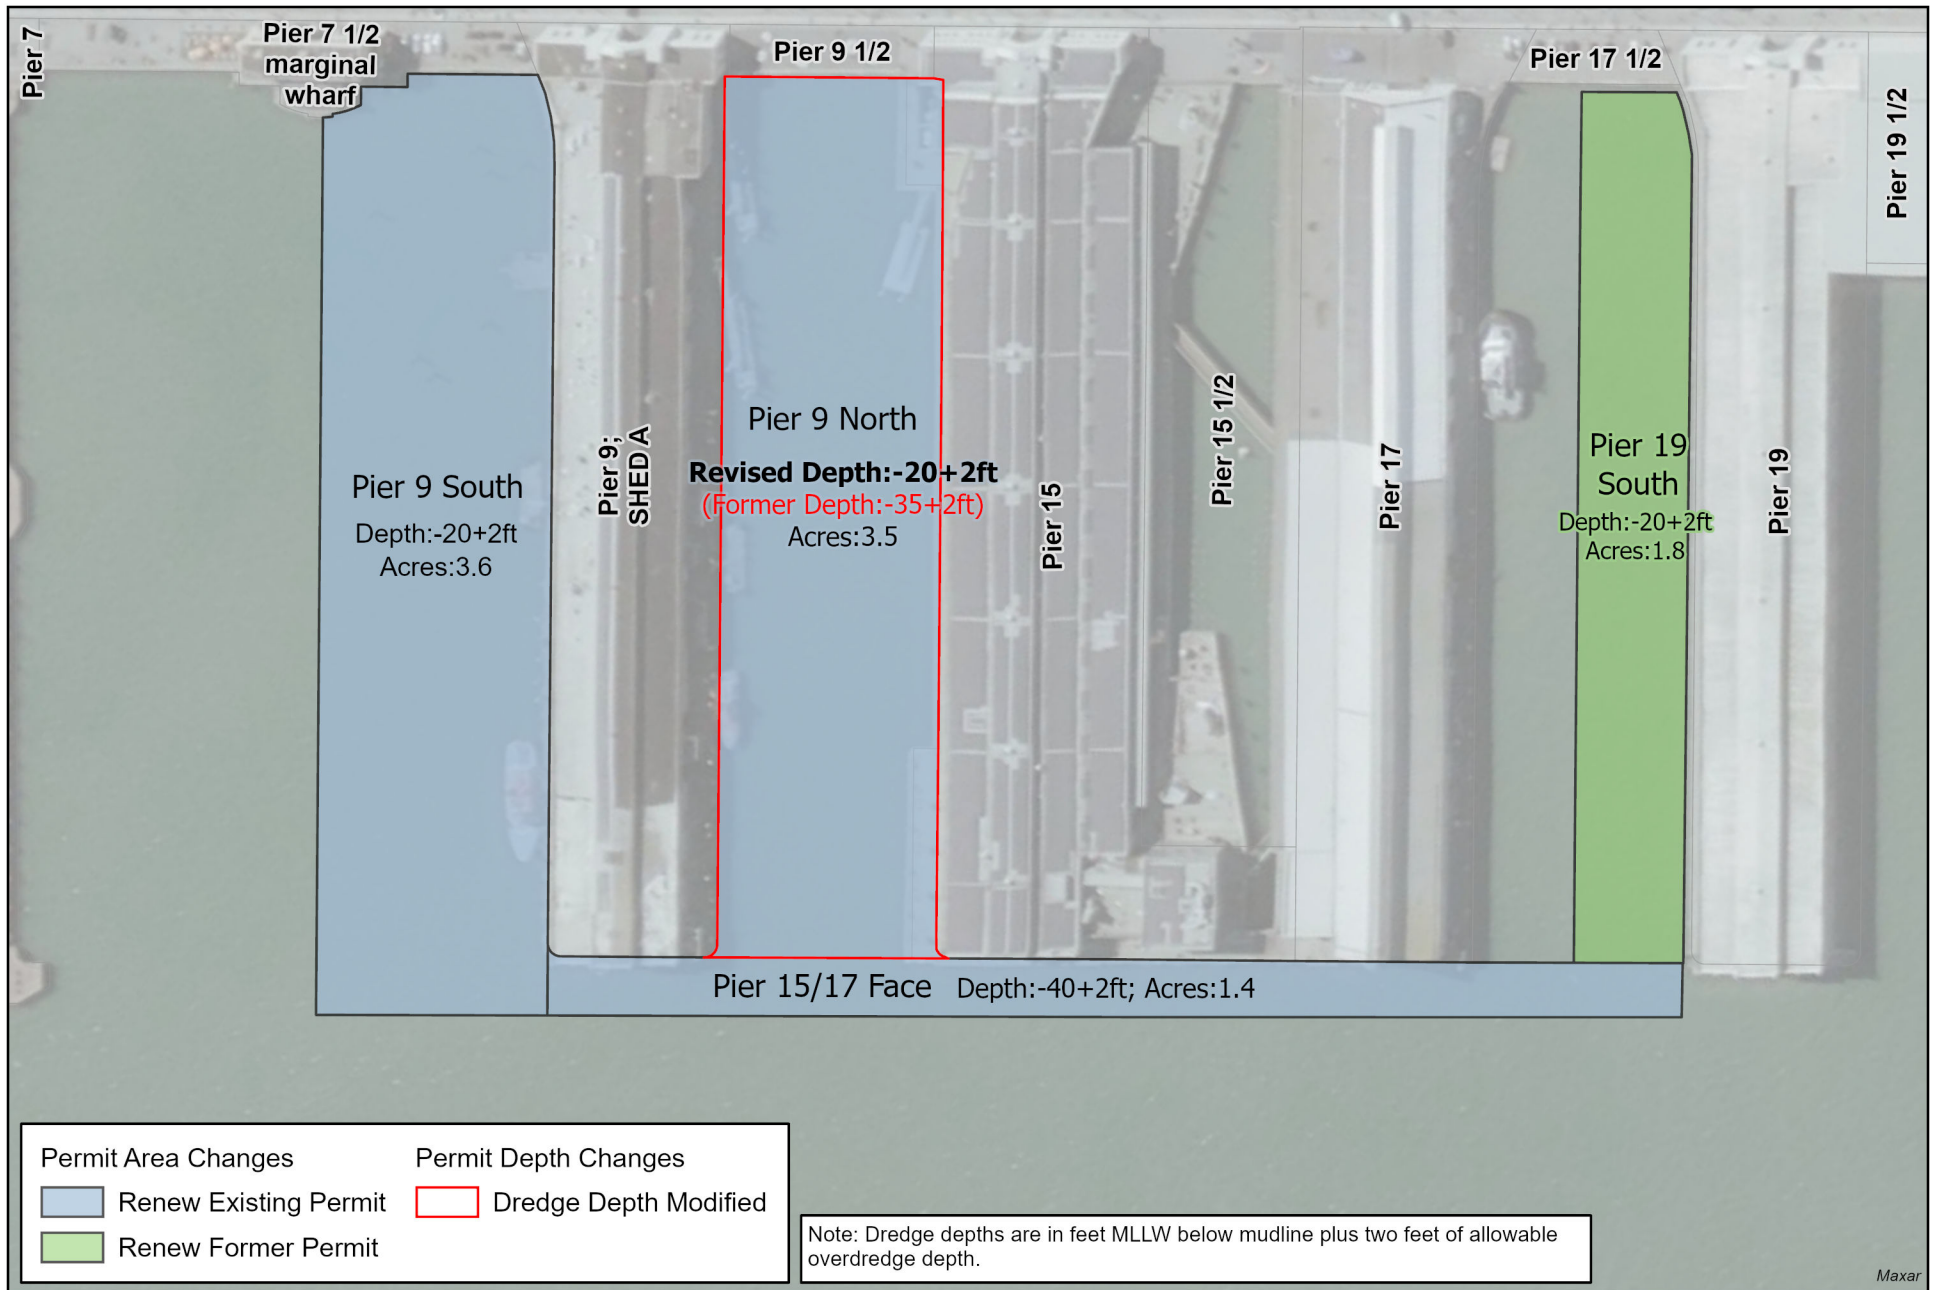 Pier 7
Pier 7 1/2
marginal
wharf
Pier 9 1/2
Pier 17 1/2
Pier 19 1/2
Pier 9 South
Depth:-20+2ft
Acres:3.6
Pier 9;
SHED A
Pier 9 North
Revised Depth:-20+2ft
(Former Depth:-35+2ft)
Acres:3.5
Pier 15
Pier 15 1/2
Pier 17
Pier 19
South
Depth:-20+2ft
Acres:1.8
Pier 19
Pier 15/17 Face Depth:-40+2ft; Acres:1.4
Permit Area Changes
Renew Existing Permit
Renew Former Permit
Permit Depth Changes
Dredge Depth Modified
Note: Dredge depths are in feet MLLW below mudline plus two feet of allowable
overdredge depth.
Maxar